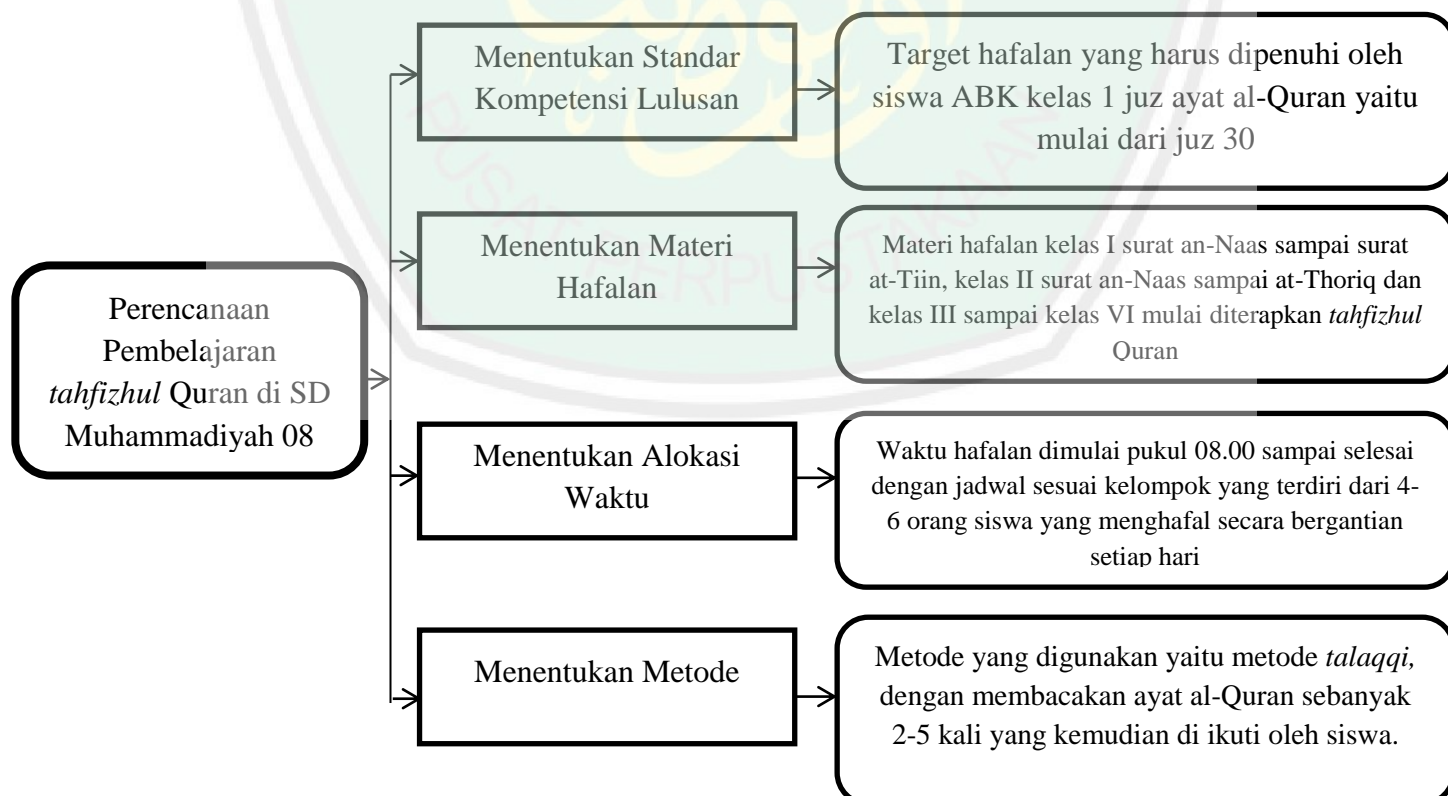 Menentukan Standar
Kompetensi Lulusan
Target hafalan yang harus dipenuhi oleh
siswa ABK kelas 1 juz ayat al-Quran yaitu
mulai dari juz 30
Menentukan Materi
Hafalan
Materi hafalan kelas I surat an-Naas sampai surat
at-Tiin, kelas II surat an-Naas sampai at-Thoriq dan
kelas III sampai kelas VI mulai diterapkan tahfizhul
Quran
Perencanaan
Pembelajaran
tahfizhul Quran di SD
Muhammadiyah 08
Menentukan Alokasi
Waktu
Waktu hafalan dimulai pukul 08.00 sampai selesai
dengan jadwal sesuai kelompok yang terdiri dari 4-
6 orang siswa yang menghafal secara bergantian
setiap hari
Menentukan Metode
Metode yang digunakan yaitu metode talaqqi,
dengan membacakan ayat al-Quran sebanyak
2-5 kali yang kemudian di ikuti oleh siswa.
PUSAT PERPUSTAKAAN